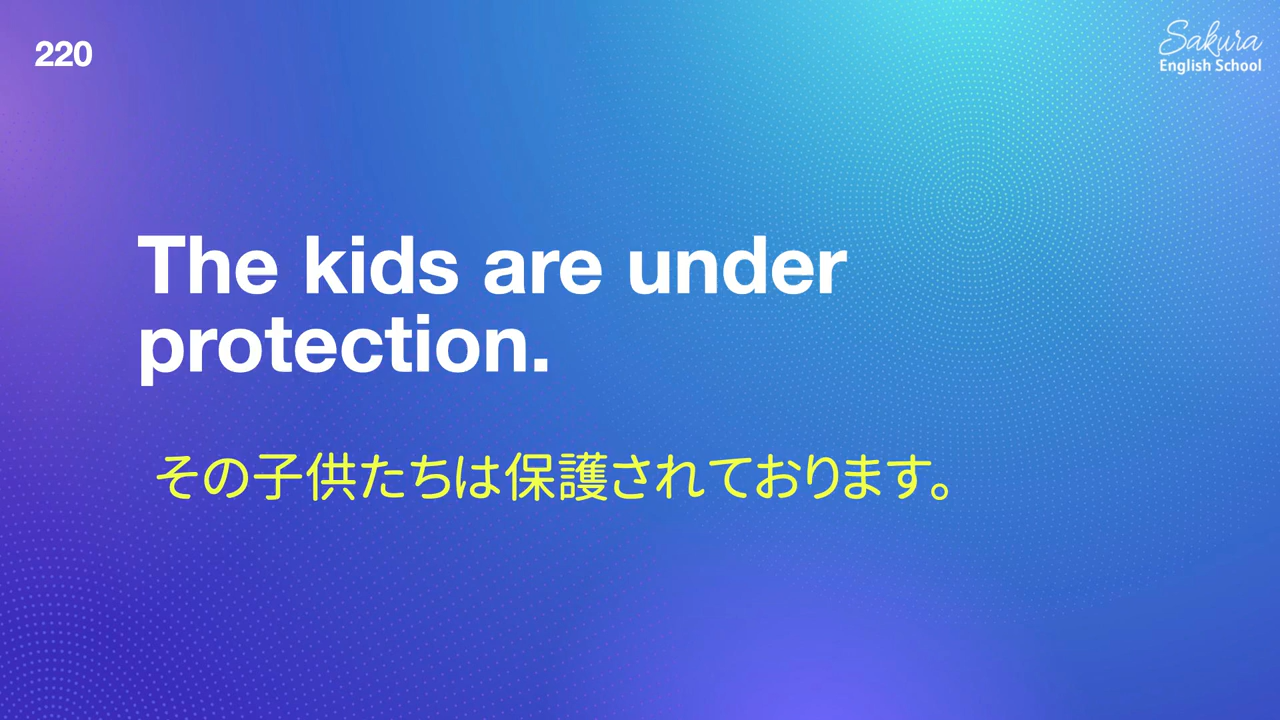 220
Sakura
English School
The kids are under
protection.
その子供たちは保護されております。